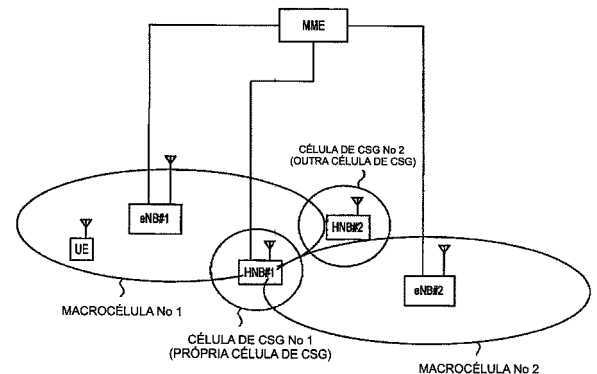 MME
CÉLULA DE CSG No 2
(OUTRA CÉLULA DE CSG)
eNB#1
HNB#2
UE
HNB#1
eNB#2
MACROCÉLULA No 1
CÉLULA DE CSG No 1
(PRÓPRIA CÉLULA DE CSG)
MACROCÉLULA No 2